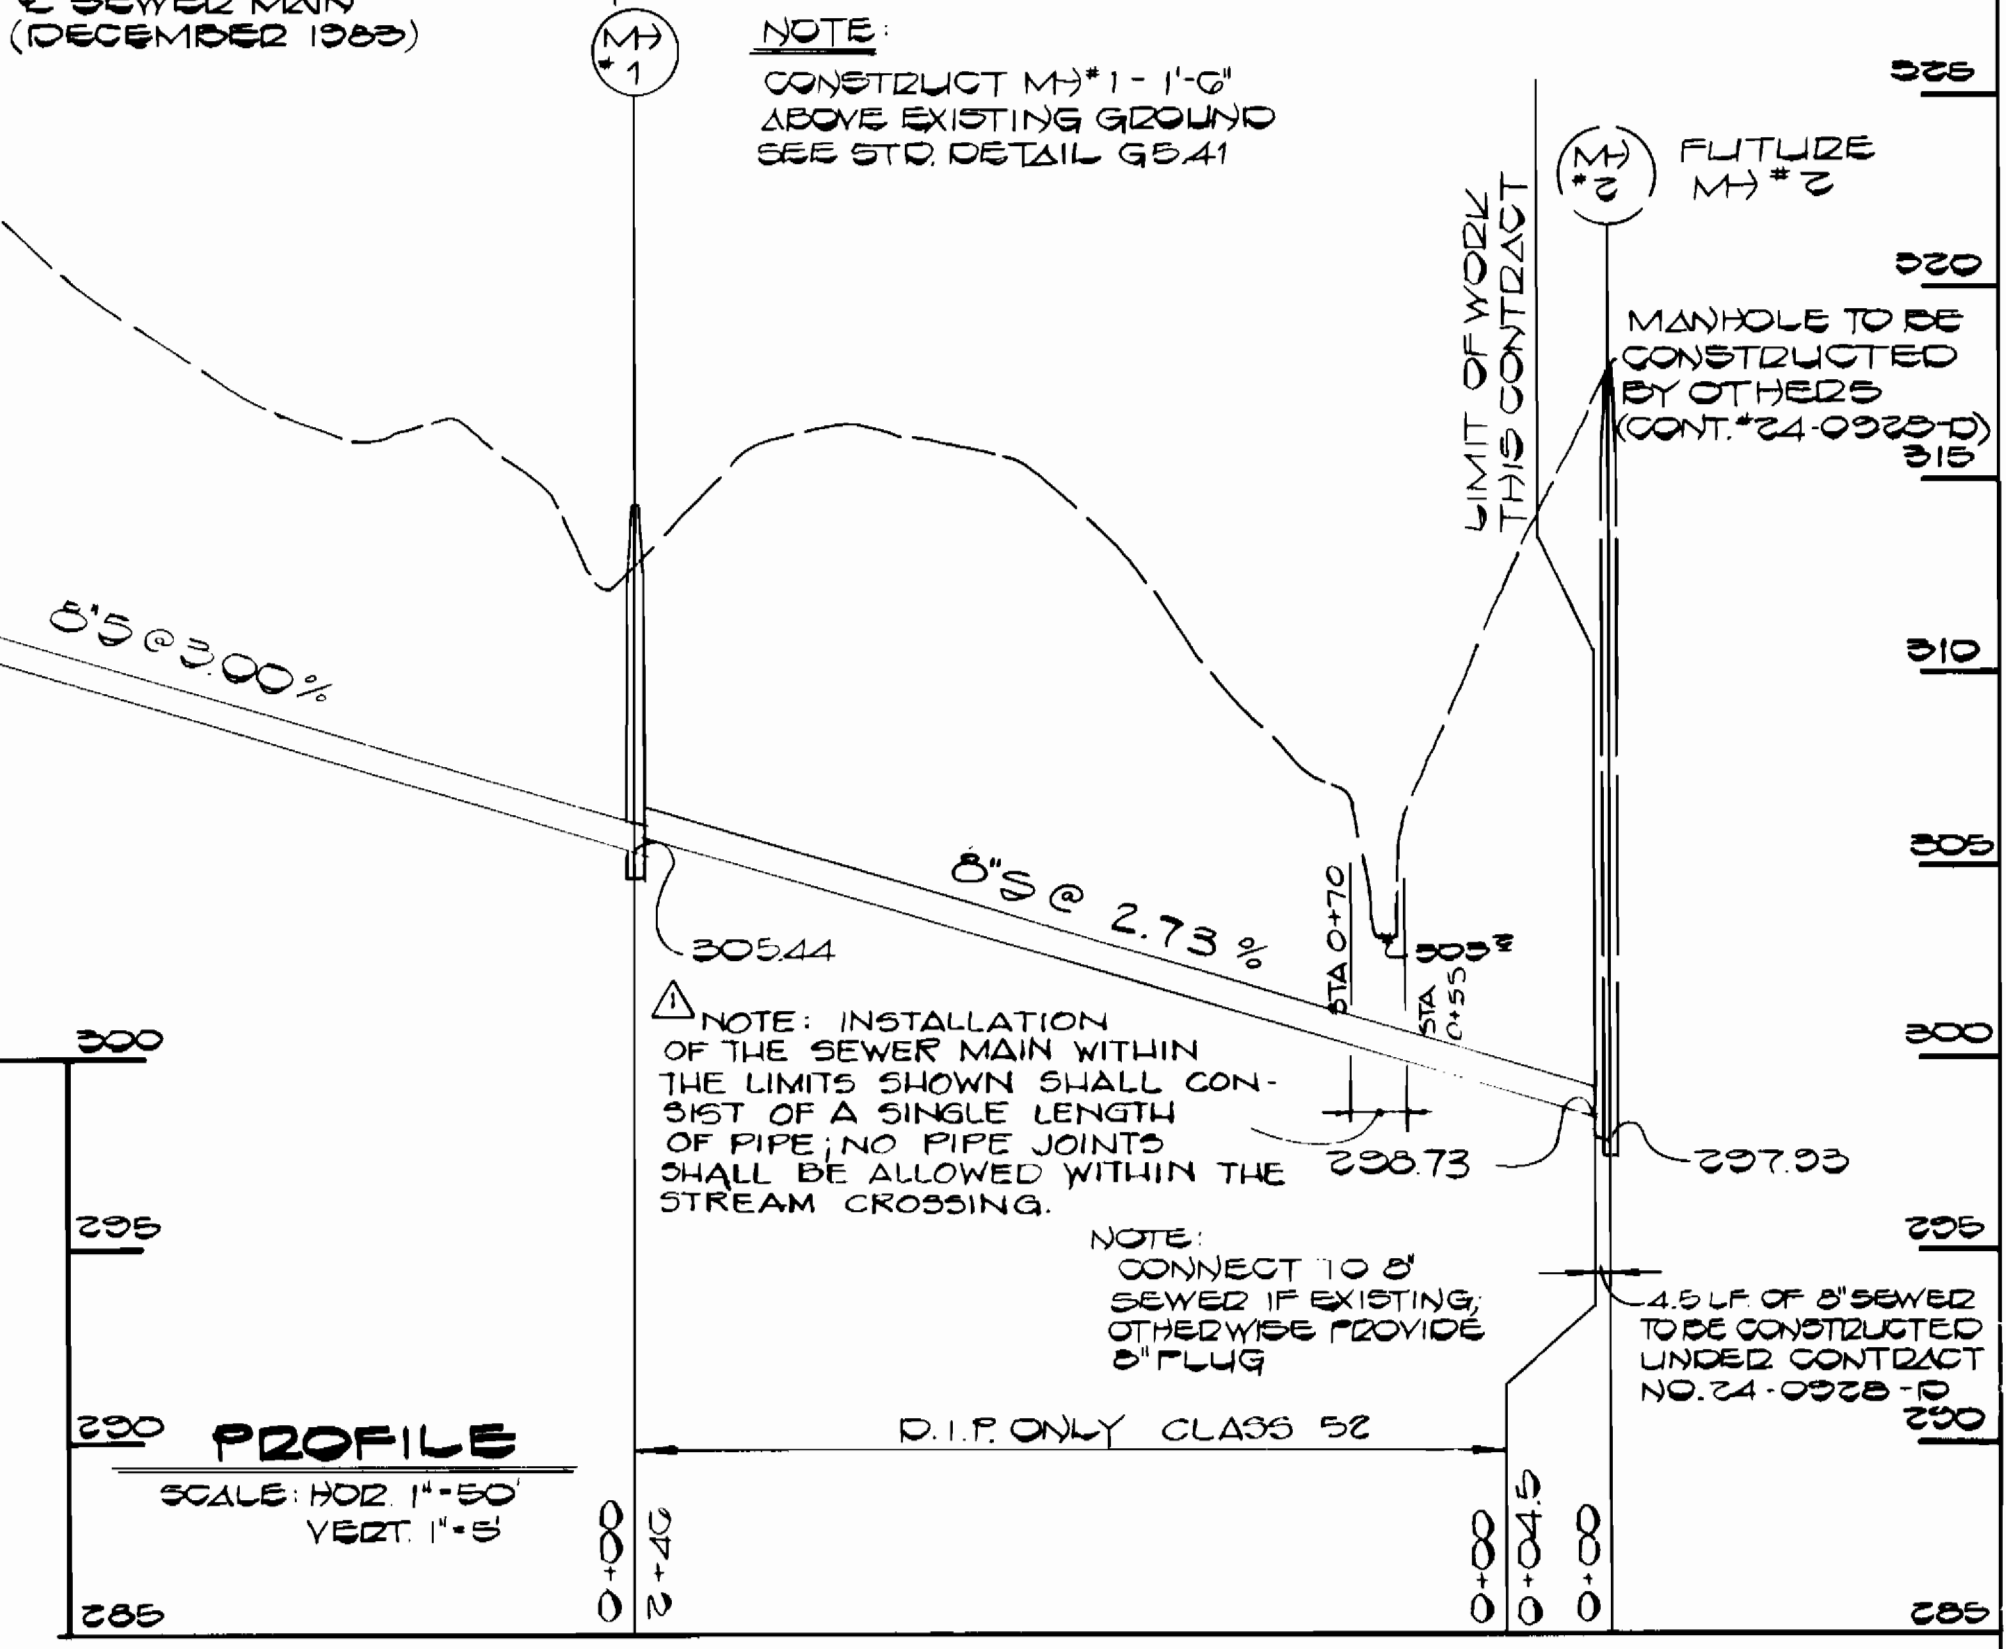 ℄ SEWER MAIN
(DECEMBER 1983)
MH
#1
NOTE:
CONSTRUCT MH #1 - 1'-6"
ABOVE EXISTING GROUND
SEE STD. DETAIL G5.41
325
MH
#2
FUTURE
MH #2
LIMIT OF WORK
THIS CONTRACT
320
MANHOLE TO BE
CONSTRUCTED
BY OTHERS
(CONT. #24-0928-D)
315
310
8"S @ 3.00%
305
8"S @ 2.73 %
305.44
STA 0+70
STA
0+55
300
300
⚠ 1 NOTE: INSTALLATION
OF THE SEWER MAIN WITHIN
THE LIMITS SHOWN SHALL CON-
SIST OF A SINGLE LENGTH
OF PIPE; NO PIPE JOINTS
SHALL BE ALLOWED WITHIN THE
STREAM CROSSING.
298.73
297.93
295
295
NOTE:
CONNECT TO 8"
SEWER IF EXISTING;
OTHERWISE PROVIDE
8" PLUG
4.5 LF. OF 8" SEWER
TO BE CONSTRUCTED
UNDER CONTRACT
NO. 24-0928-D
290
290
PROFILE
SCALE: HOR. 1"=50'
VERT. 1"=5'
D.I.P. ONLY CLASS 52
0+00
2+40
0+00
0+04.5
0+00
285
285